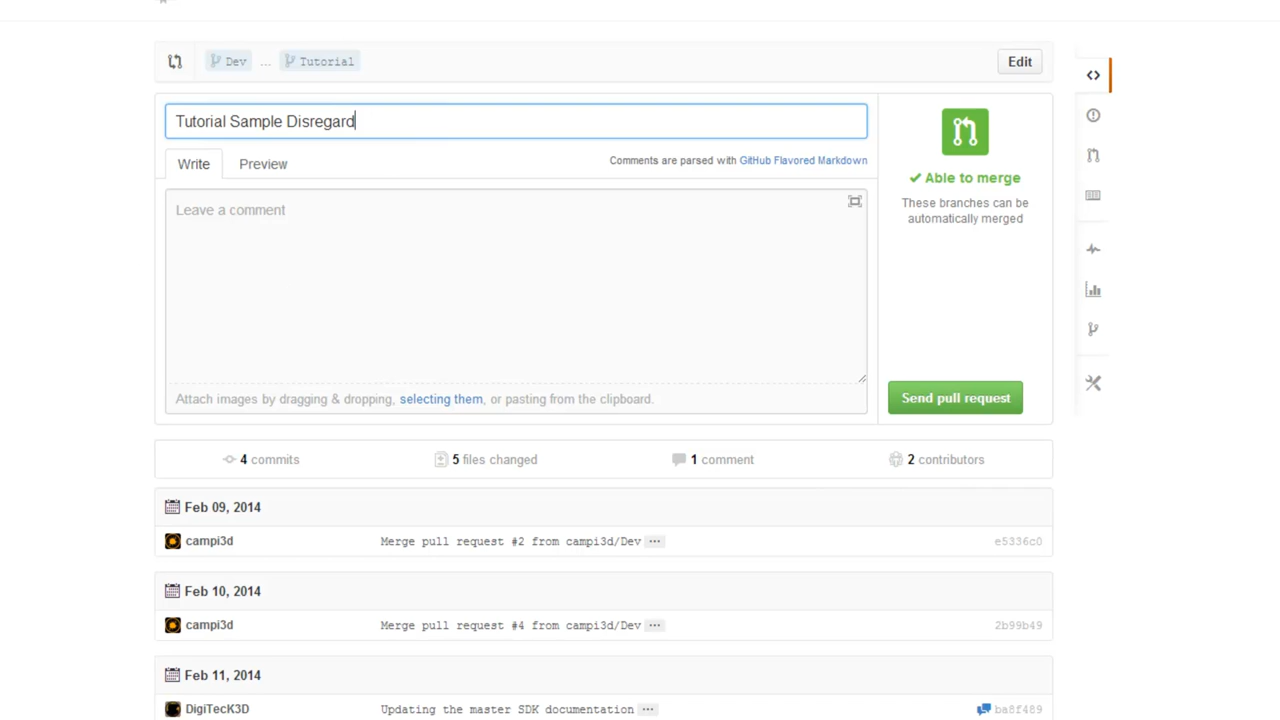 Dev ... Tutorial Edit
Tutorial Sample Disregard
Write Preview Comments are parsed with GitHub Flavored Markdown
Able to merge
These branches can be
automatically merged
Leave a comment
Attach images by dragging & dropping, selecting them, or pasting from the clipboard.
Send pull request
4 commits 5 files changed 1 comment 2 contributors
Feb 09, 2014
campi3d Merge pull request #2 from campi3d/Dev ... e5336c0
Feb 10, 2014
campi3d Merge pull request #4 from campi3d/Dev ... 2b99b49
Feb 11, 2014
DigiTecK3D Updating the master SDK documentation ... ba8f489